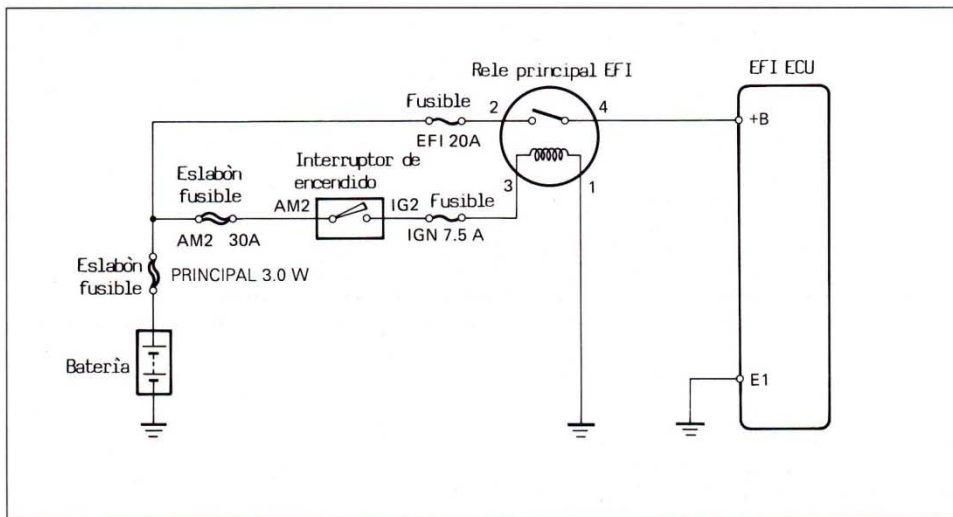 Rele principal EFI
EFI ECU
Fusible
2
4
+B
EFI 20A
Eslabòn
fusible
Interruptor de
encendido
AM2
IG2
Fusible
3
1
AM2 30A
IGN 7.5 A
Eslabòn
fusible
PRINCIPAL 3.0 W
Baterìa
E1